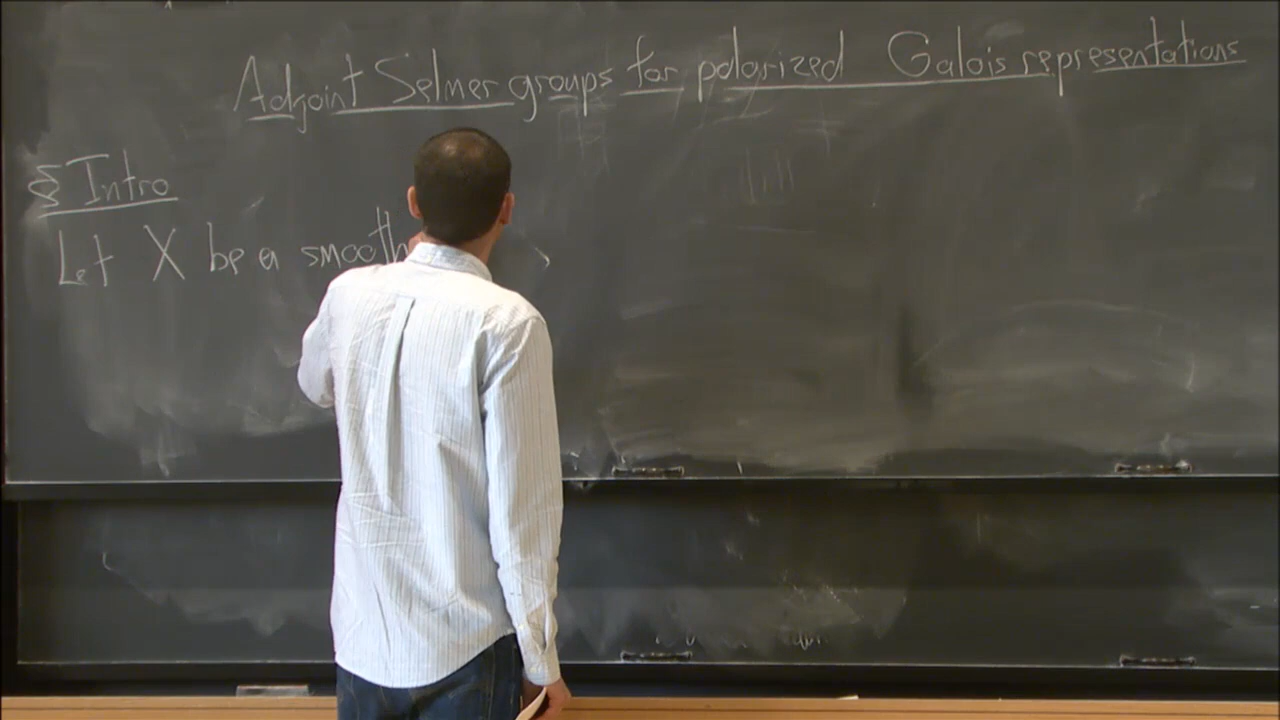 Adjoint Selmer groups for polarized Galois representations
§ Intro
Let X be a smooth